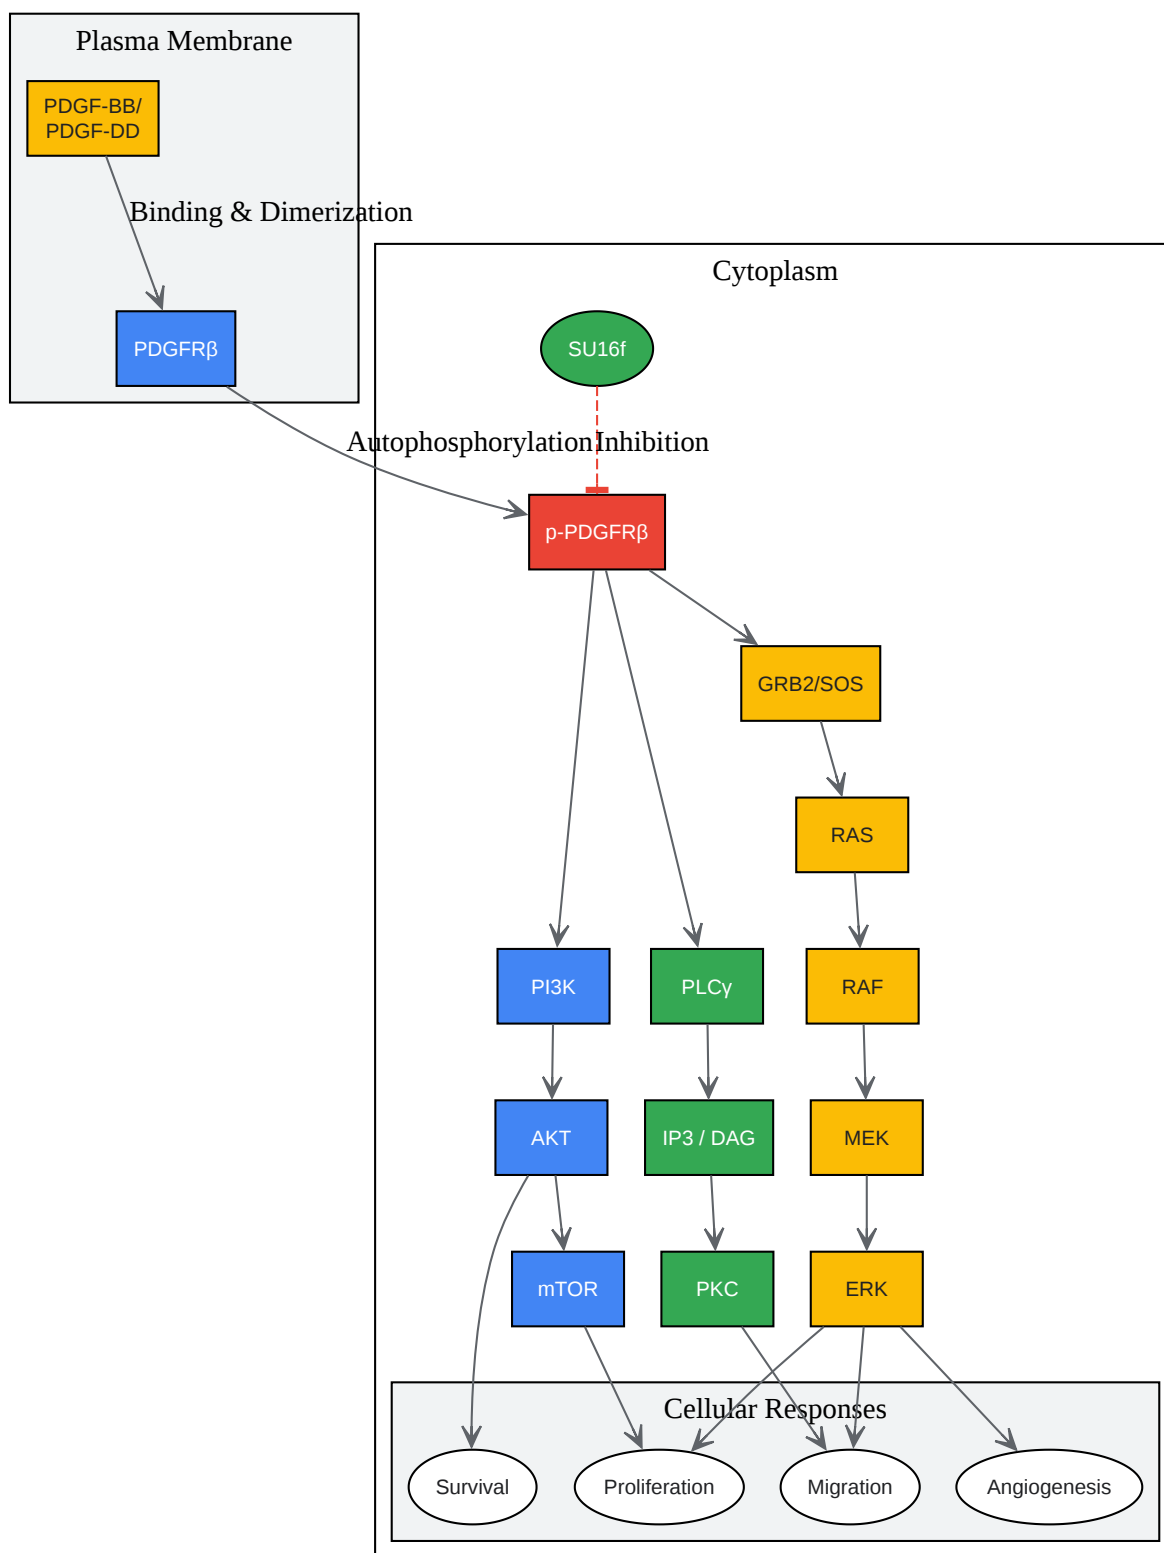 Plasma Membrane
PDGF-BB/
PDGF-DD
Binding & Dimerization
PDGFRβ
Cytoplasm
SU16f
Autophosphorylation
Inhibition
p-PDGFRβ
GRB2/SOS
RAS
PI3K
PLCγ
RAF
AKT
IP3 / DAG
MEK
mTOR
PKC
ERK
Cellular Responses
Survival
Proliferation
Migration
Angiogenesis